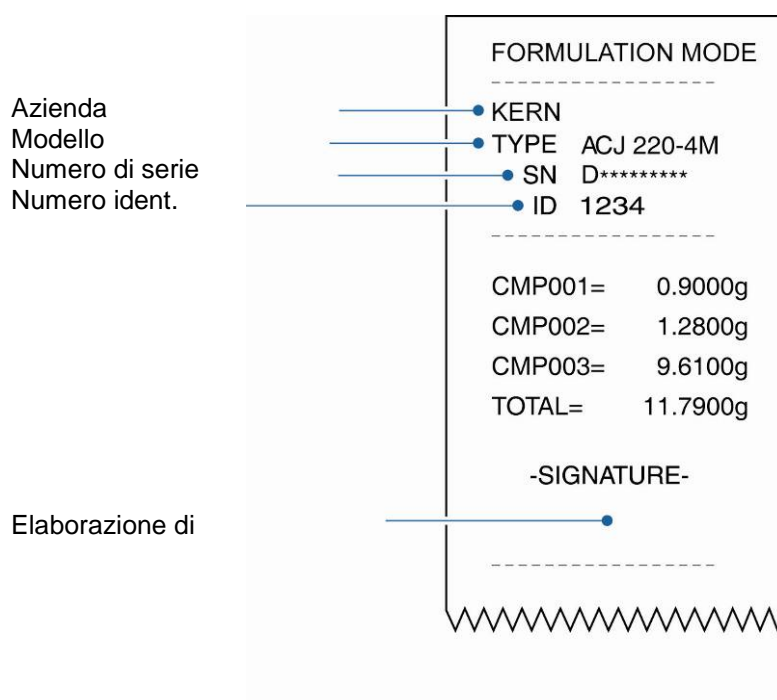 FORMULATION MODE
Azienda KERN
Modello TYPE ACJ 220-4M
Numero di serie SN D*********
Numero ident. ID 1234
CMP001= 0.9000g
CMP002= 1.2800g
CMP003= 9.6100g
TOTAL= 11.7900g
-SIGNATURE-
Elaborazione di